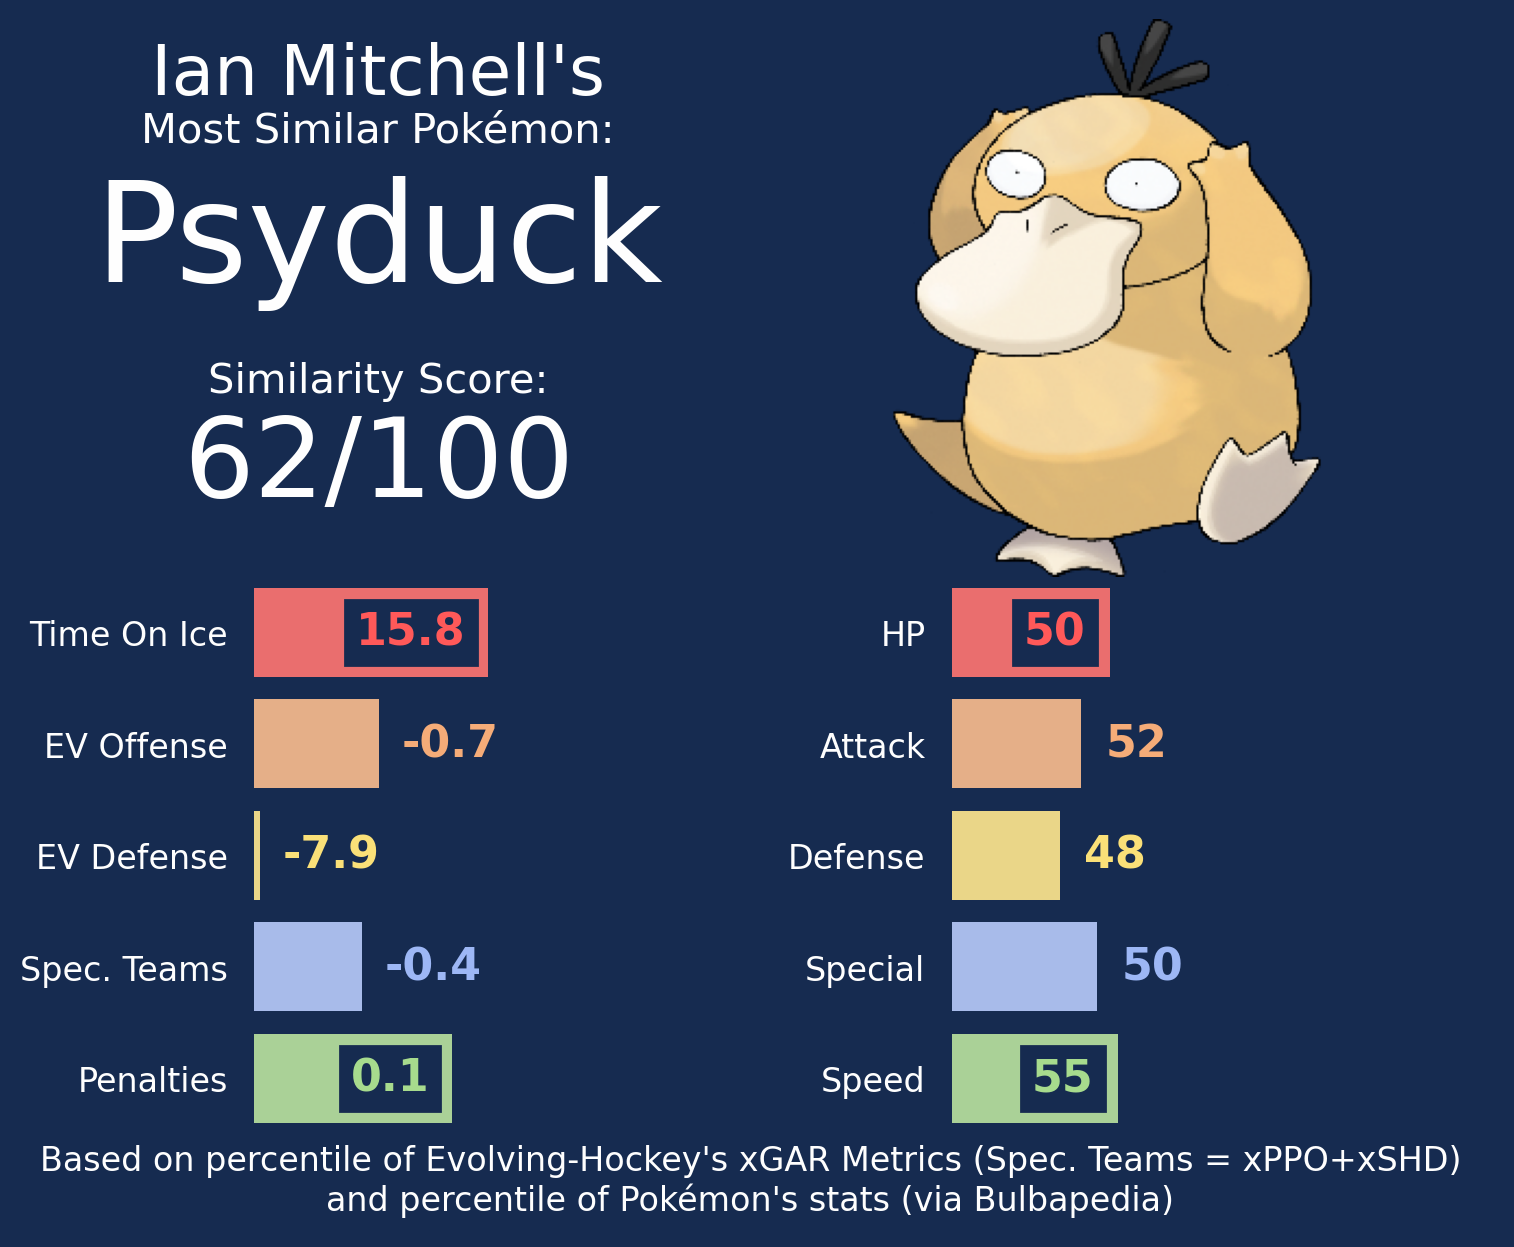 Ian Mitchell's
Most Similar Pokémon:
Psyduck
Similarity Score:
62/100
Time On Ice 15.8
EV Offense -0.7
EV Defense -7.9
Spec. Teams -0.4
Penalties 0.1
HP 50
Attack 52
Defense 48
Special 50
Speed 55
Based on percentile of Evolving-Hockey's xGAR Metrics (Spec. Teams = xPPO+xSHD)
and percentile of Pokémon's stats (via Bulbapedia)